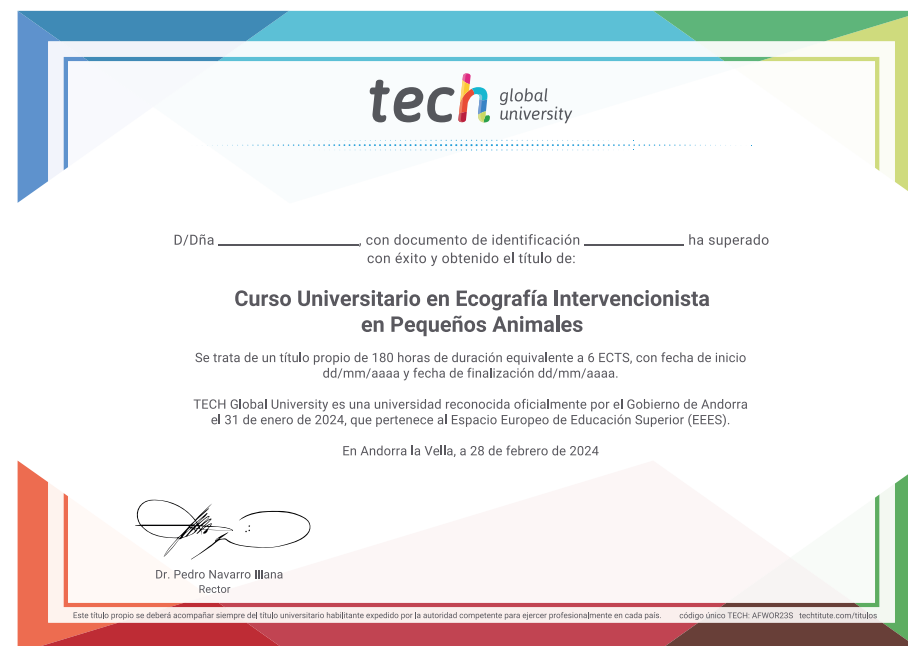 tech global university
D/Dña ____________________, con documento de identificación ______________ ha superado
con éxito y obtenido el título de:
Curso Universitario en Ecografía Intervencionista
en Pequeños Animales
Se trata de un título propio de 180 horas de duración equivalente a 6 ECTS, con fecha de inicio
dd/mm/aaaa y fecha de finalización dd/mm/aaaa.
TECH Global University es una universidad reconocida oficialmente por el Gobierno de Andorra
el 31 de enero de 2024, que pertenece al Espacio Europeo de Educación Superior (EEES).
En Andorra la Vella, a 28 de febrero de 2024
Dr. Pedro Navarro Illana
Rector
Este título propio se deberá acompañar siempre del título universitario habilitante expedido por la autoridad competente para ejercer profesionalmente en cada país. código único TECH: AFWOR23S techtitute.com/titulos